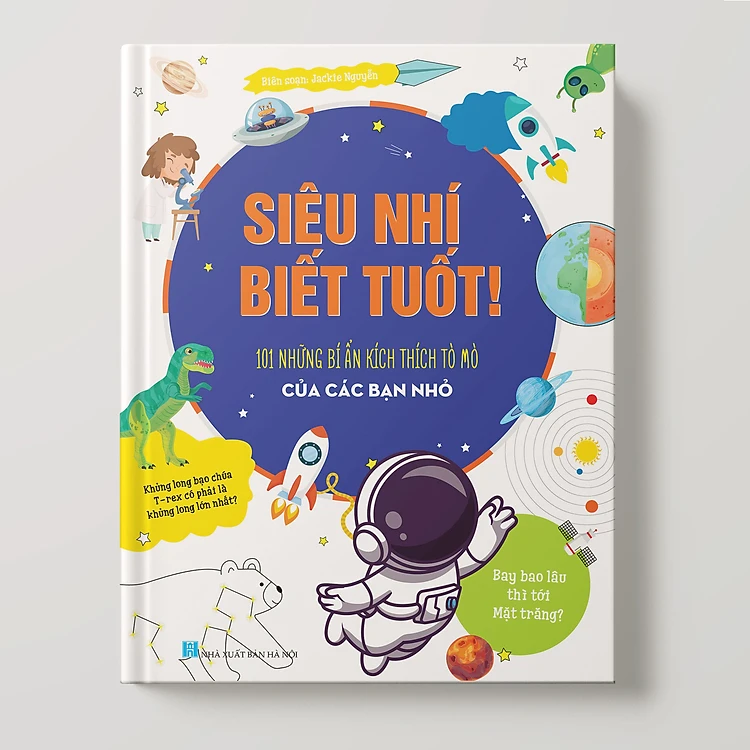 Biên soạn: Jackie Nguyễn
SIÊU NHÍ
BIẾT TUỐT!
101 NHỮNG BÍ ẨN KÍCH THÍCH TÒ MÒ
CỦA CÁC BẠN NHỎ
Khủng long bạo chúa
T-rex có phải là
khủng long lớn nhất?
Bay bao lâu
thì tới
Mặt trăng?
NHÀ XUẤT BẢN HÀ NỘI